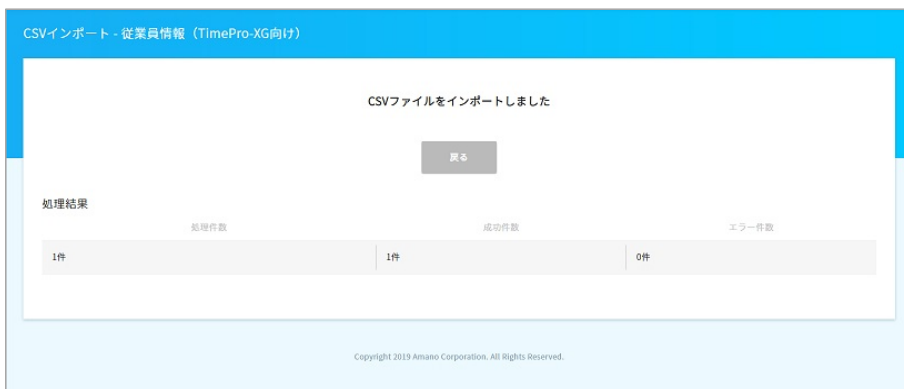 CSVインポート - 従業員情報（TimePro-XG向け）
CSVファイルをインポートしました
戻る
処理結果
処理件数 成功件数 エラー件数
1件 1件 0件
Copyright 2019 Amano Corporation. All Rights Reserved.